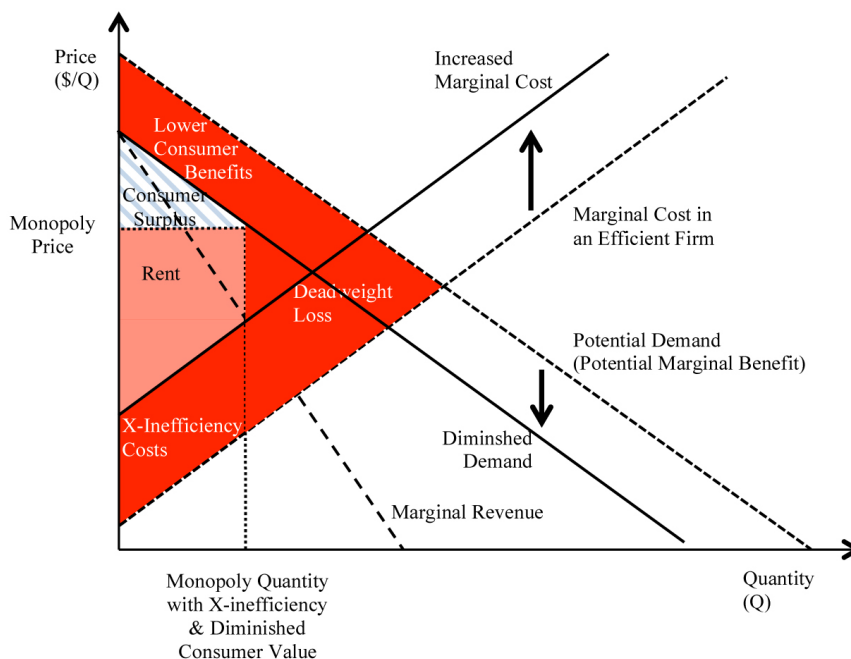 Price
($/Q)
Increased
Marginal Cost
Lower
Consumer
Benefits
Consumer
Surplus
Monopoly
Price
Marginal Cost in
an Efficient Firm
Rent
Deadweight
Loss
Potential Demand
(Potential Marginal Benefit)
X-Inefficiency
Costs
Diminshed
Demand
Marginal Revenue
Monopoly Quantity
with X-inefficiency
& Diminished
Consumer Value
Quantity
(Q)